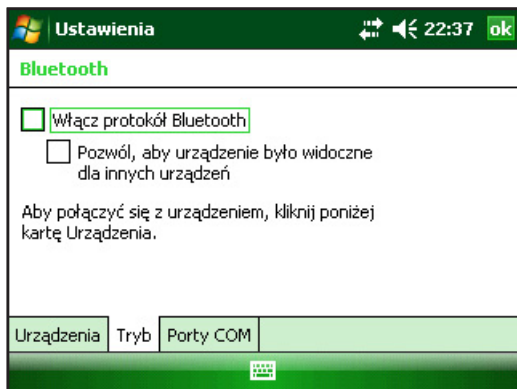 Ustawienia 22:37 ok
Bluetooth
Włącz protokół Bluetooth
Pozwól, aby urządzenie było widoczne
dla innych urządzeń
Aby połączyć się z urządzeniem, kliknij poniżej
kartę Urządzenia.
Urządzenia Tryb Porty COM